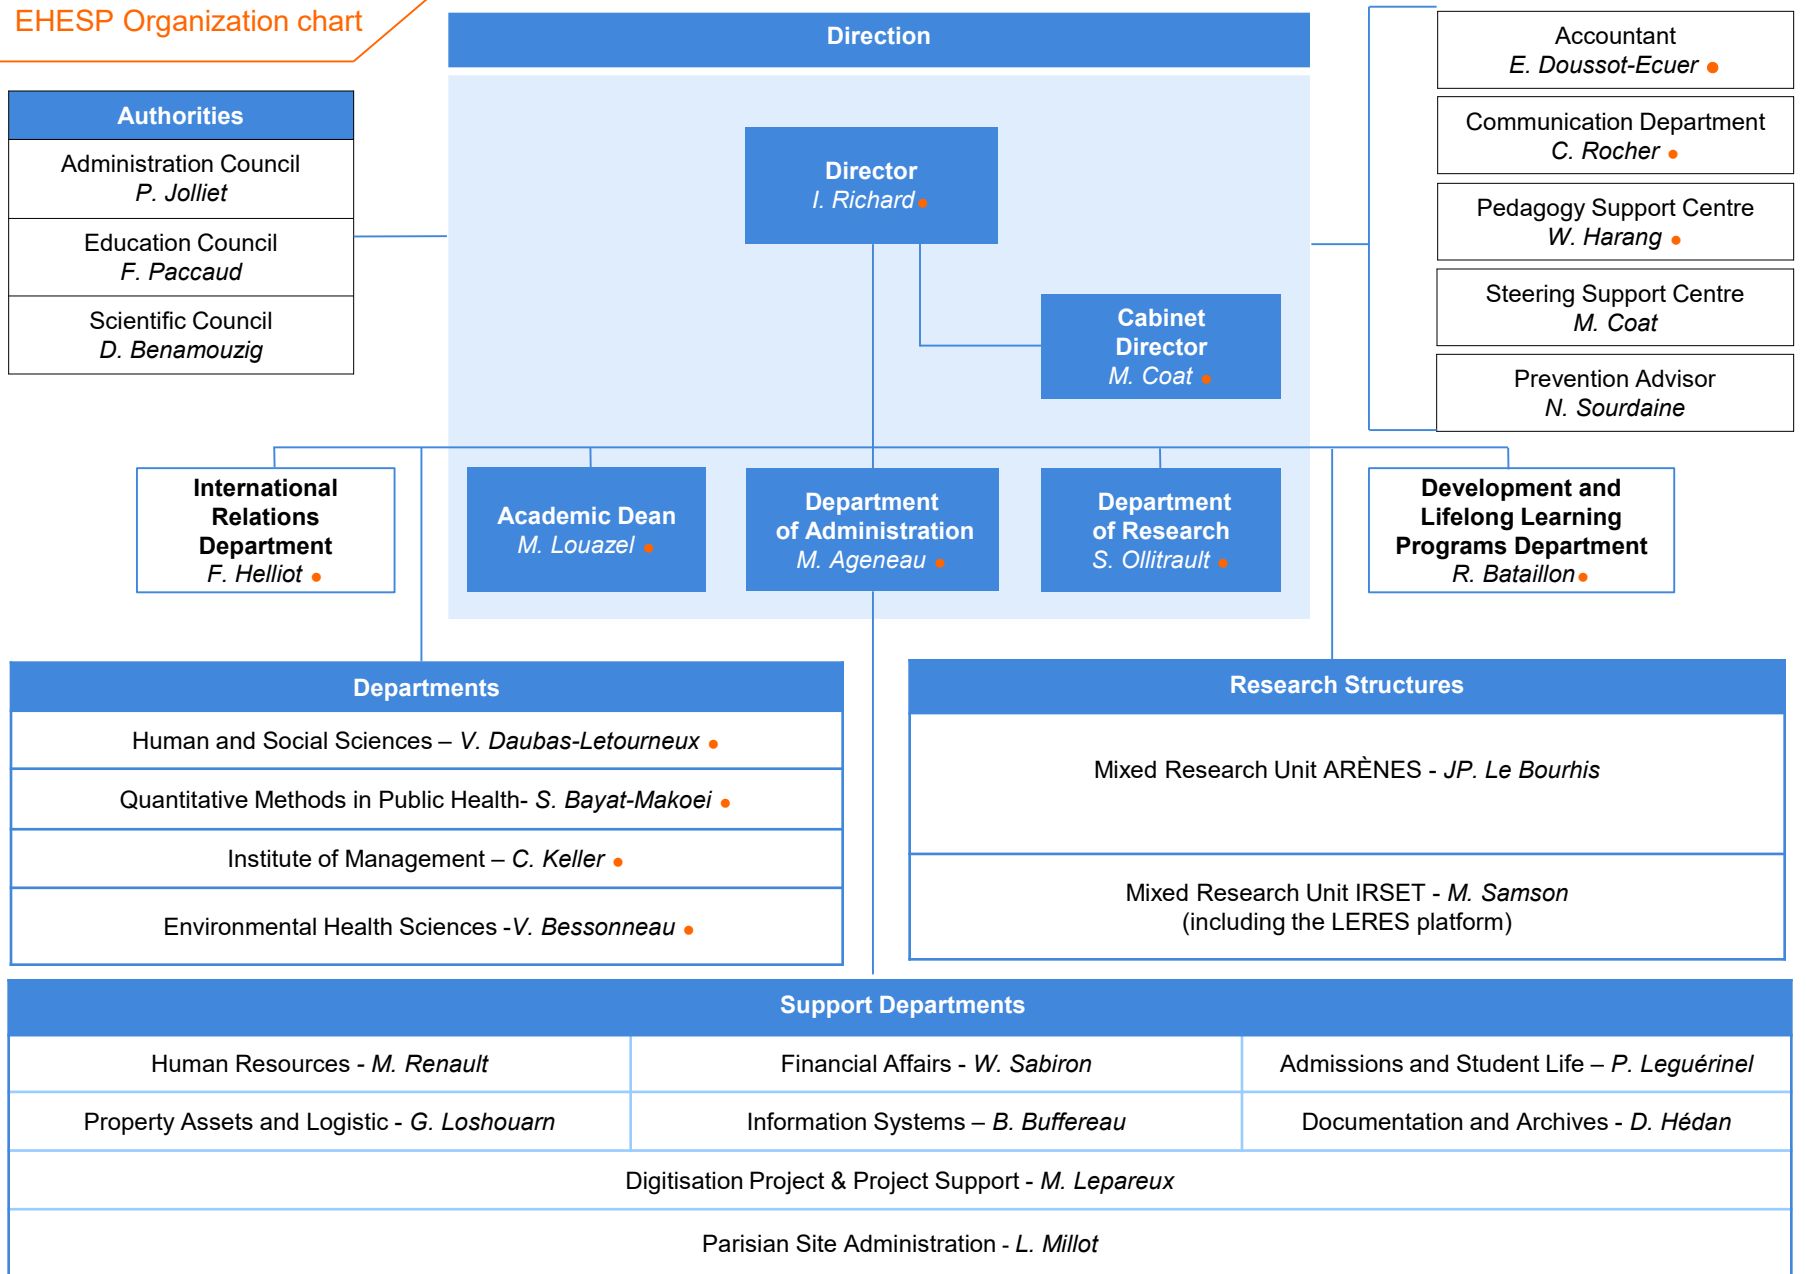 EHESP Organization chart
Direction
Authorities
Administration Council
P. Jolliet
Education Council
F. Paccaud
Scientific Council
D. Benamouzig
Director
I. Richard
Cabinet
Director
M. Coat
Accountant
E. Doussot-Ecuer
Communication Department
C. Rocher
Pedagogy Support Centre
W. Harang
Steering Support Centre
M. Coat
Prevention Advisor
N. Sourdaine
International
Relations
Department
F. Helliot
Academic Dean
M. Louazel
Department
of Administration
M. Ageneau
Department
of Research
S. Ollitrault
Development and
Lifelong Learning
Programs Department
R. Bataillon
Departments
Human and Social Sciences – V. Daubas-Letourneux
Quantitative Methods in Public Health- S. Bayat-Makoei
Institute of Management – C. Keller
Environmental Health Sciences -V. Bessonneau
Research Structures
Mixed Research Unit ARÈNES - JP. Le Bourhis
Mixed Research Unit IRSET - M. Samson
(including the LERES platform)
Support Departments
Human Resources - M. Renault
Financial Affairs - W. Sabiron
Admissions and Student Life – P. Leguérinel
Property Assets and Logistic - G. Loshouarn
Information Systems – B. Buffereau
Documentation and Archives - D. Hédan
Digitisation Project & Project Support - M. Lepareux
Parisian Site Administration - L. Millot